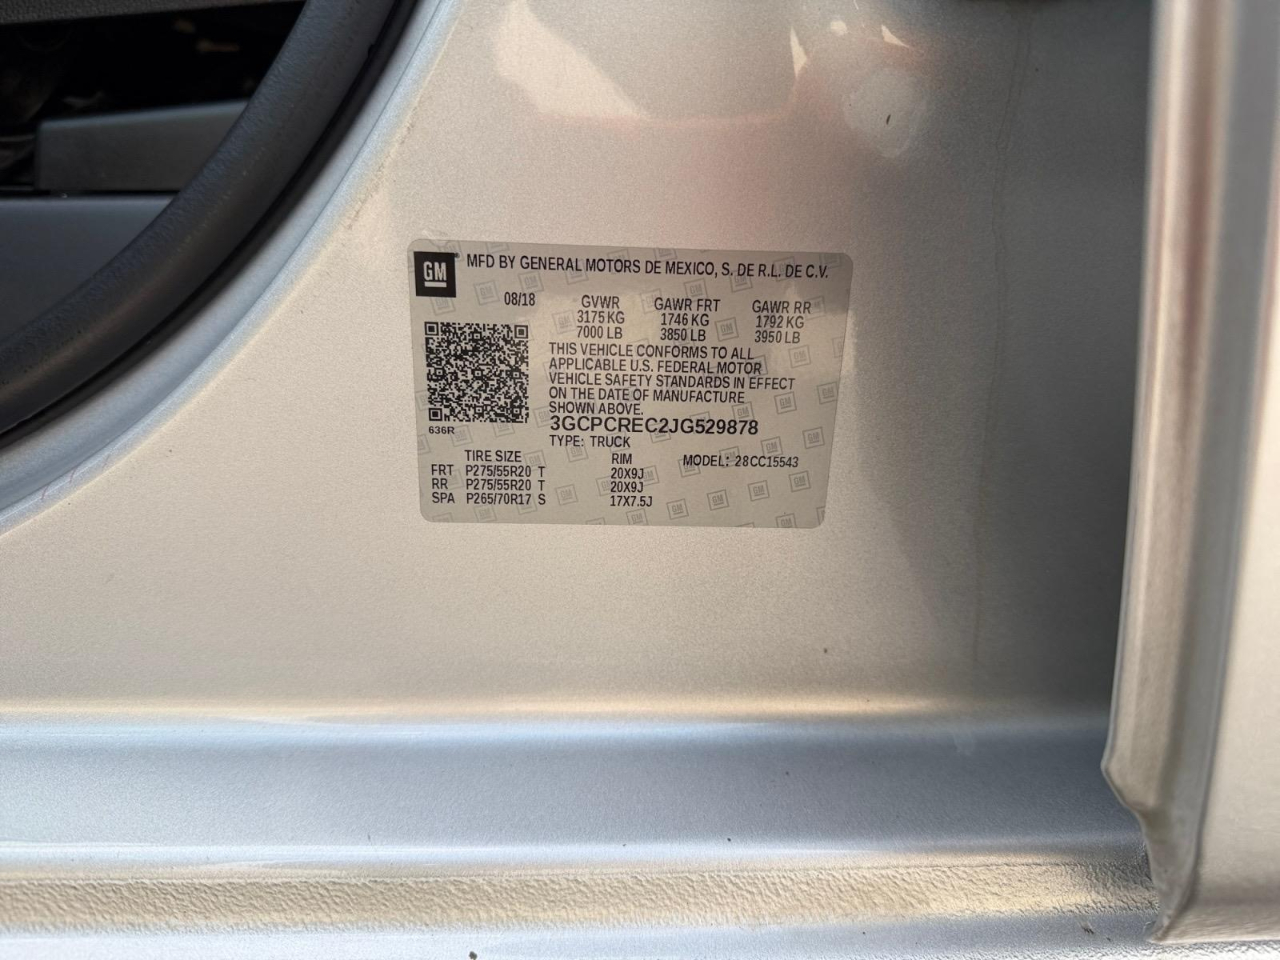 GM
MFD BY GENERAL MOTORS DE MEXICO, S. DE R.L. DE C.V.
08/18 GVWR GAWR FRT GAWR RR
3175 KG 1746 KG 1792 KG
7000 LB 3850 LB 3950 LB
THIS VEHICLE CONFORMS TO ALL
APPLICABLE U.S. FEDERAL MOTOR
VEHICLE SAFETY STANDARDS IN EFFECT
ON THE DATE OF MANUFACTURE
SHOWN ABOVE.
636R
3GCPCREC2JG529878
TYPE: TRUCK
TIRE SIZE RIM MODEL: 28CC15543
FRT P275/55R20 T 20X9J
RR P275/55R20 T 20X9J
SPA P265/70R17 S 17X7.5J